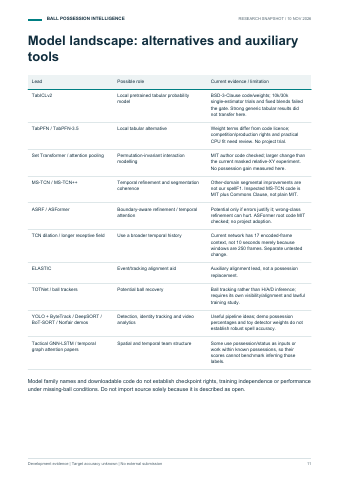 BALL POSSESSION INTELLIGENCE
RESEARCH SNAPSHOT / 10 NOV 2026
Model landscape: alternatives and auxiliary
tools
Lead
Possible role
Current evidence / limitation
TabICLv2
Local pretrained tabular probability
model
BSD-3-Clause code/weights; 10k/30k
single-estimator trials and fixed blends failed
the gate. Strong generic tabular results did
not transfer here.
TabPFN / TabPFN-3.5
Local tabular alternative
Weight terms differ from code licence;
competition/production rights and practical
CPU fit need review. No project trial.
Set Transformer / attention pooling
Permutation-invariant interaction
modelling
MIT author code checked; larger change than
the current masked relative-XY experiment.
No possession gain measured here.
MS-TCN / MS-TCN++
Temporal refinement and segmentation
coherence
Other-domain segmental improvements are
not our spellF1. Inspected MS-TCN code is
MIT plus Commons Clause, not plain MIT.
ASRF / ASFormer
Boundary-aware refinement / temporal
attention
Potential only if errors justify it; wrong-class
refinement can hurt. ASFormer root code MIT
checked; no project adoption.
TCN dilation / longer receptive field
Use a broader temporal history
Current network has 17 encoded-frame
context, not 10 seconds merely because
windows are 250 frames. Separate untested
change.
ELASTIC
Event/tracking alignment aid
Auxiliary alignment lead, not a possession
replacement.
TOTNet / ball trackers
Potential ball recovery
Ball tracking rather than H/A/D inference;
requires its own visibility/alignment and lawful
training study.
YOLO + ByteTrack / DeepSORT /
BoT-SORT / Norfair demos
Detection, identity tracking and video
analytics
Useful pipeline ideas; demo possession
percentages and toy detector weights do not
establish robust spell accuracy.
Tactical GNN-LSTM / temporal
graph attention papers
Spatial and temporal team structure
Some use possession/status as inputs or
work within known possessions, so their
scores cannot benchmark inferring those
labels.
Model family names and downloadable code do not establish checkpoint rights, training independence or performance
under missing-ball conditions. Do not import source solely because it is described as open.
Development evidence | Target accuracy unknown | No external submission
11